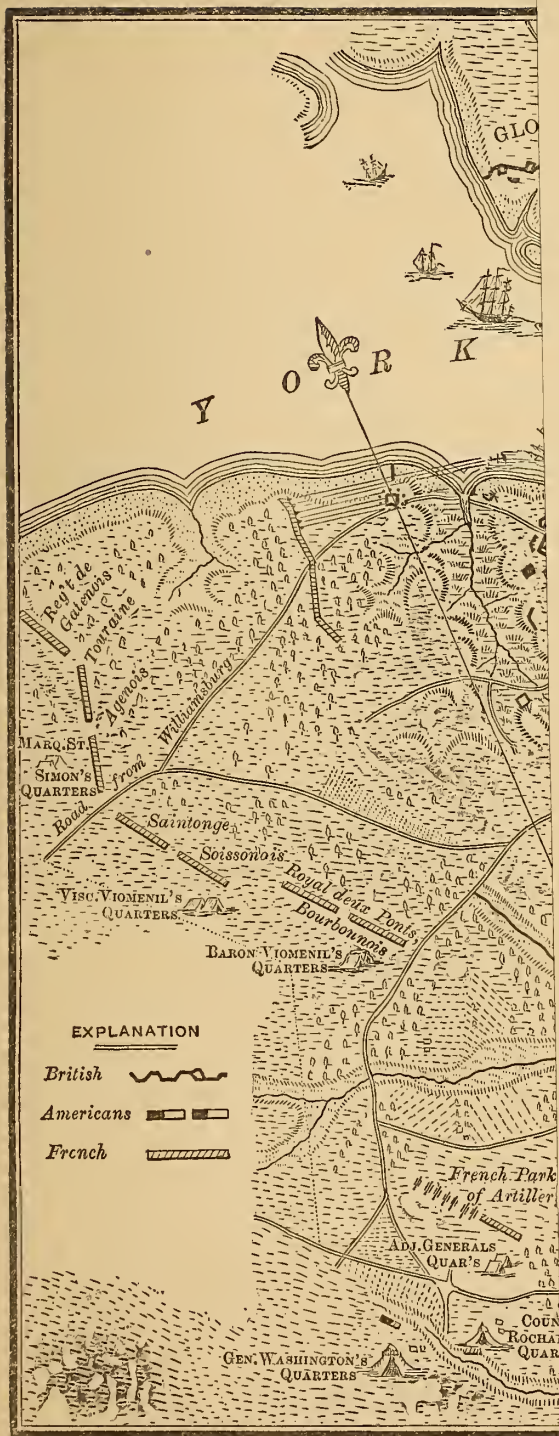 GLO
Y O R K
Reg't de
Gatenois
Touraine
Agenois
MARQ. ST.
SIMON'S
QUARTERS
Road from Williamsburg
Saintonge
Soissonois
Royal deux Ponts,
Bourbounois
VISC. VIOMENIL'S
QUARTERS.
BARON VIOMENIL'S
QUARTERS
EXPLANATION
British
Americans
French
French Park
of Artiller
ADJ. GENERALS
QUAR'S
COUN
ROCHA
QUAR
GEN. WASHINGTON'S
QUARTERS